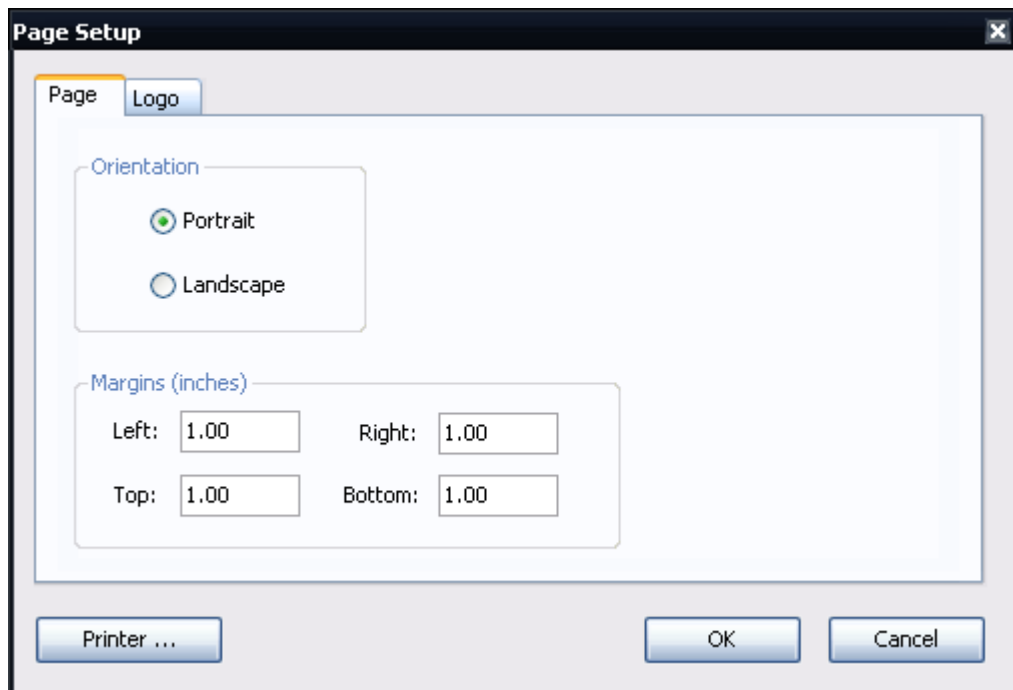 Page Setup
Page Logo
Orientation
Portrait
Landscape
Margins (inches)
Left: 1.00 Right: 1.00
Top: 1.00 Bottom: 1.00
Printer ... OK Cancel